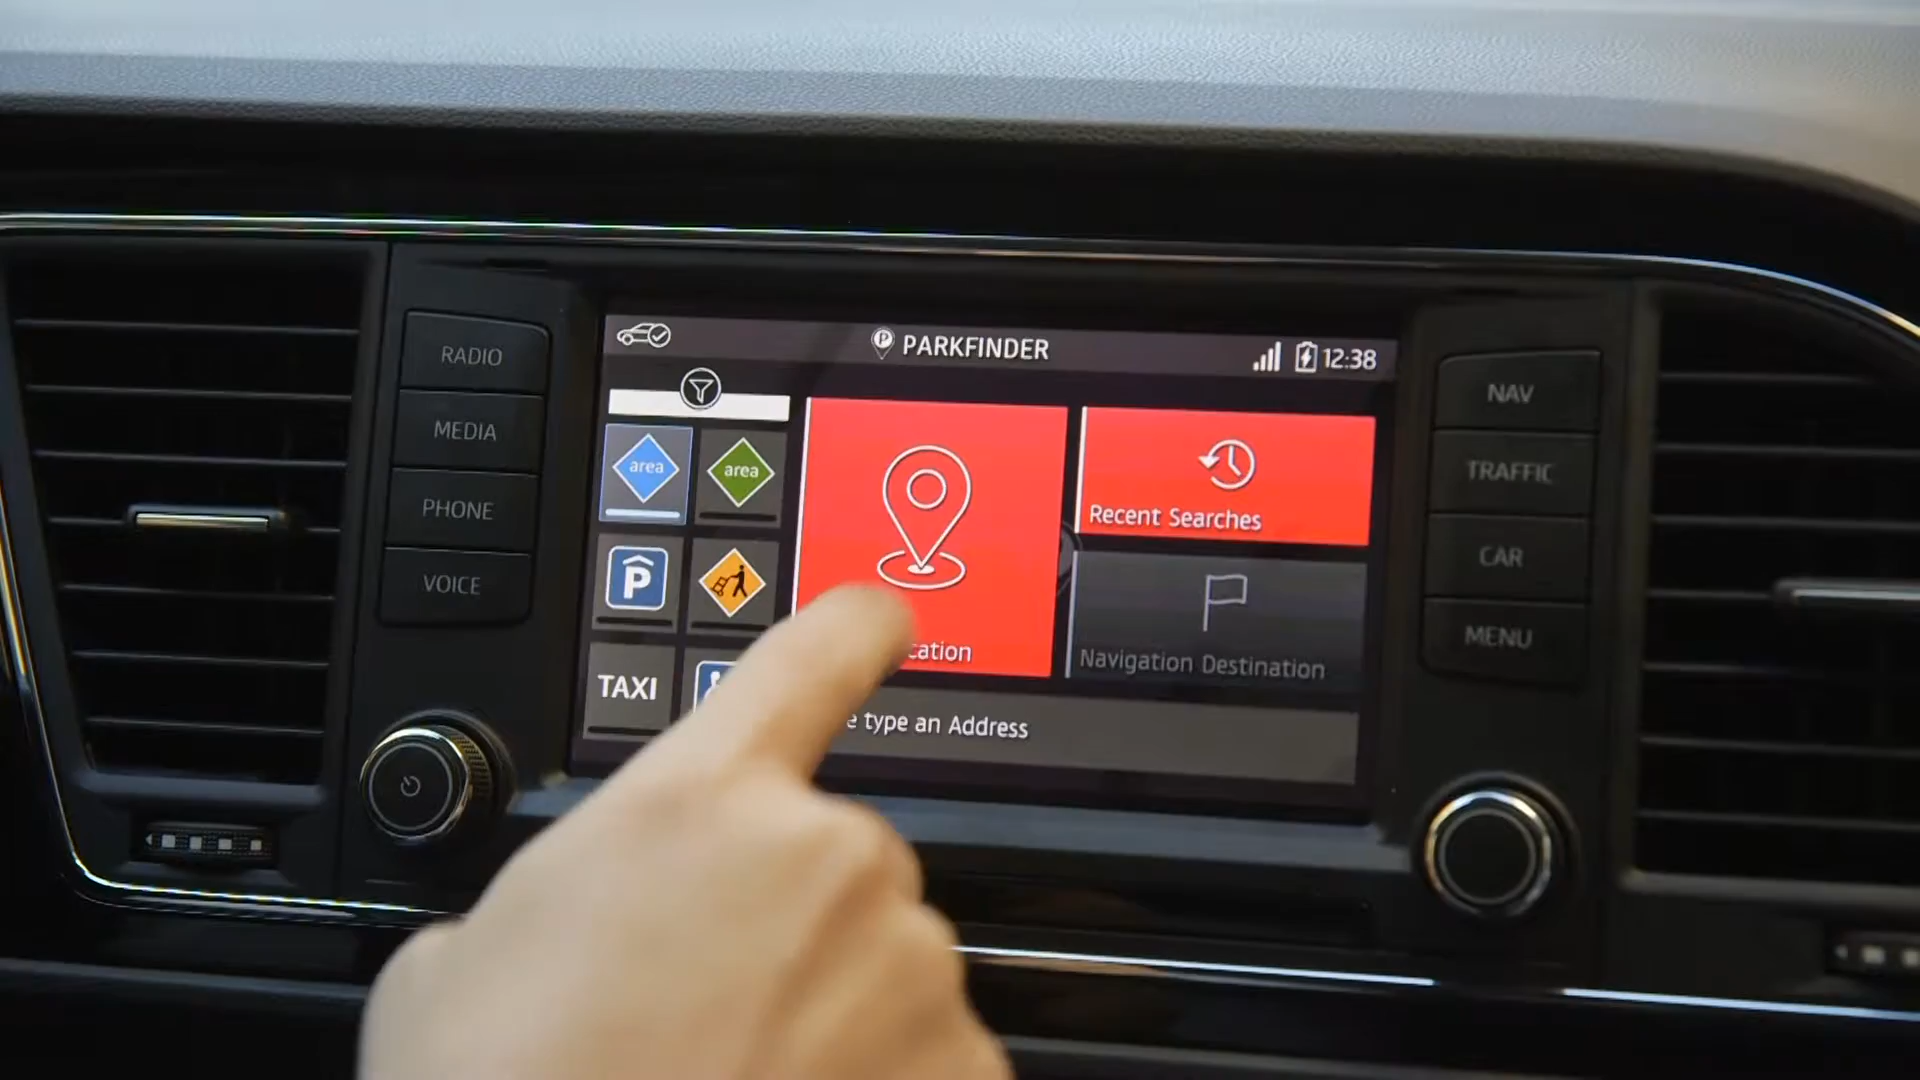 PARKFINDER
12:38
RADIO
MEDIA
PHONE
VOICE
area
area
P
TAXI
Recent Searches
Navigation Destination
type an Address
NAV
TRAFFIC
CAR
MENU